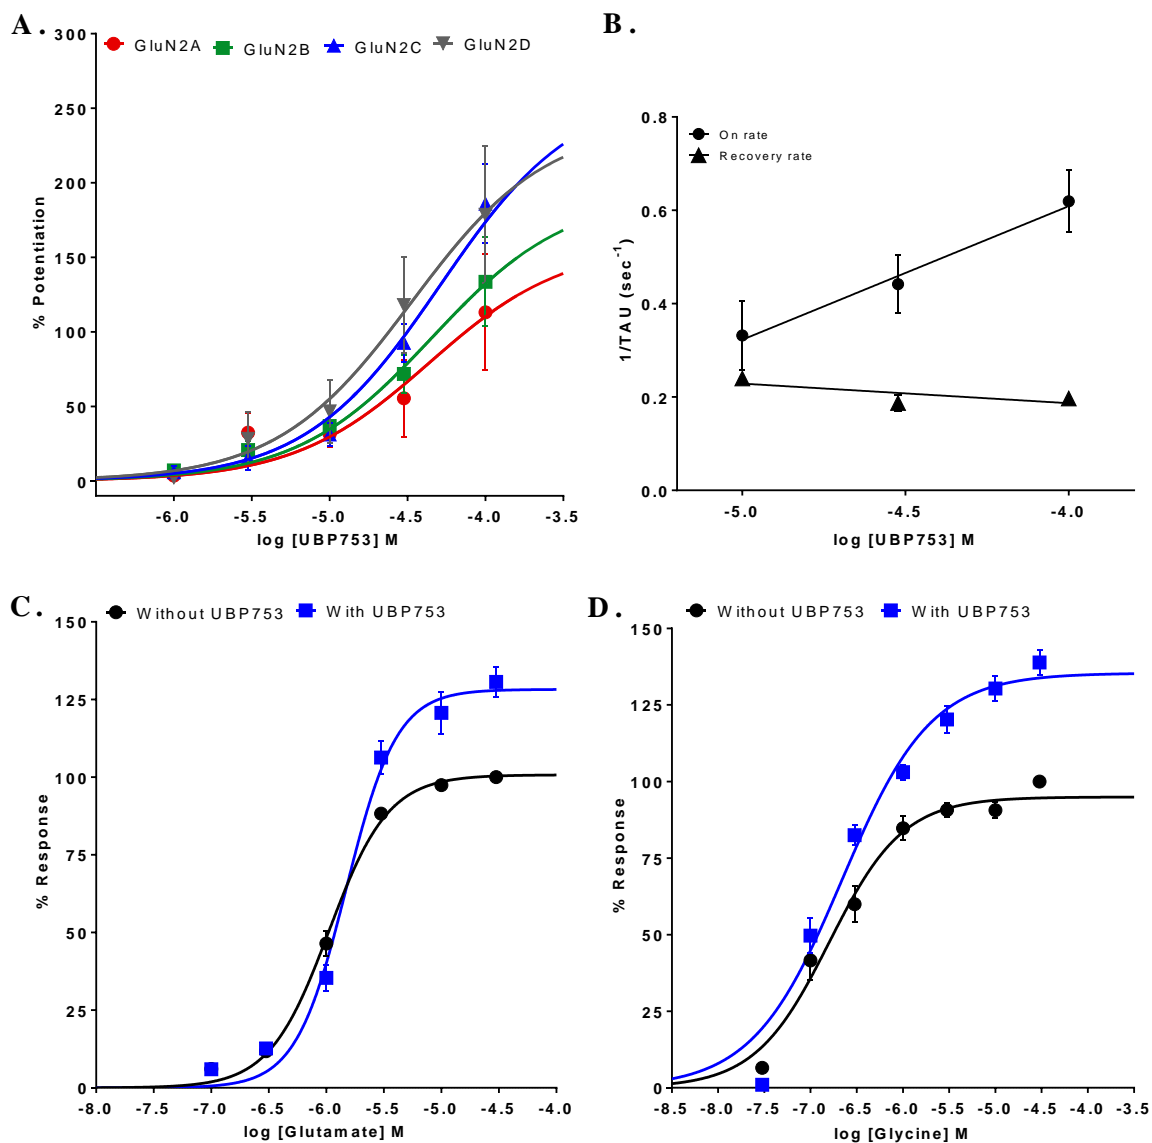 A.
GluN2A GluN2B GluN2C GluN2D
300
250
200
150
100
50
0
% Potentiation
-6.0 -5.5 -5.0 -4.5 -4.0 -3.5
log [UBP753] M
B.
On rate
Recovery rate
0.8
0.6
0.4
0.2
0.0
1/TAU (sec⁻¹)
-5.0 -4.5 -4.0
log [UBP753] M
C.
Without UBP753 With UBP753
150
125
100
75
50
25
0
% Response
-8.0 -7.5 -7.0 -6.5 -6.0 -5.5 -5.0 -4.5 -4.0
log [Glutamate] M
D.
Without UBP753 With UBP753
150
125
100
75
50
25
0
% Response
-8.5 -8.0 -7.5 -7.0 -6.5 -6.0 -5.5 -5.0 -4.5 -4.0 -3.5
log [Glycine] M